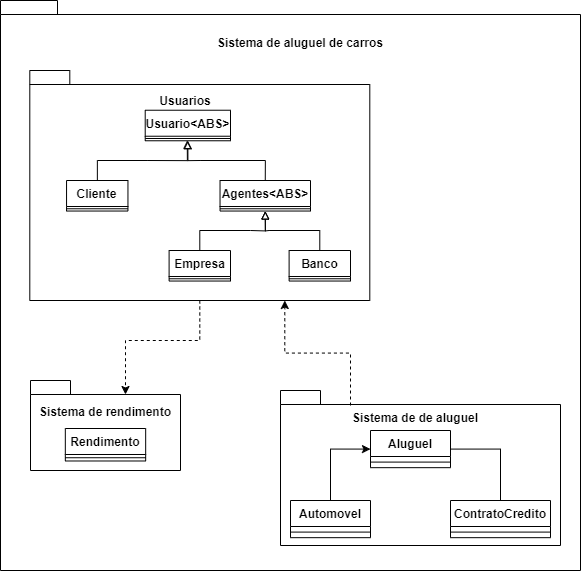 Sistema de aluguel de carros
Usuarios
Usuario<ABS>
Cliente
Agentes<ABS>
Empresa
Banco
Sistema de rendimento
Rendimento
Sistema de de aluguel
Aluguel
Automovel
ContratoCredito